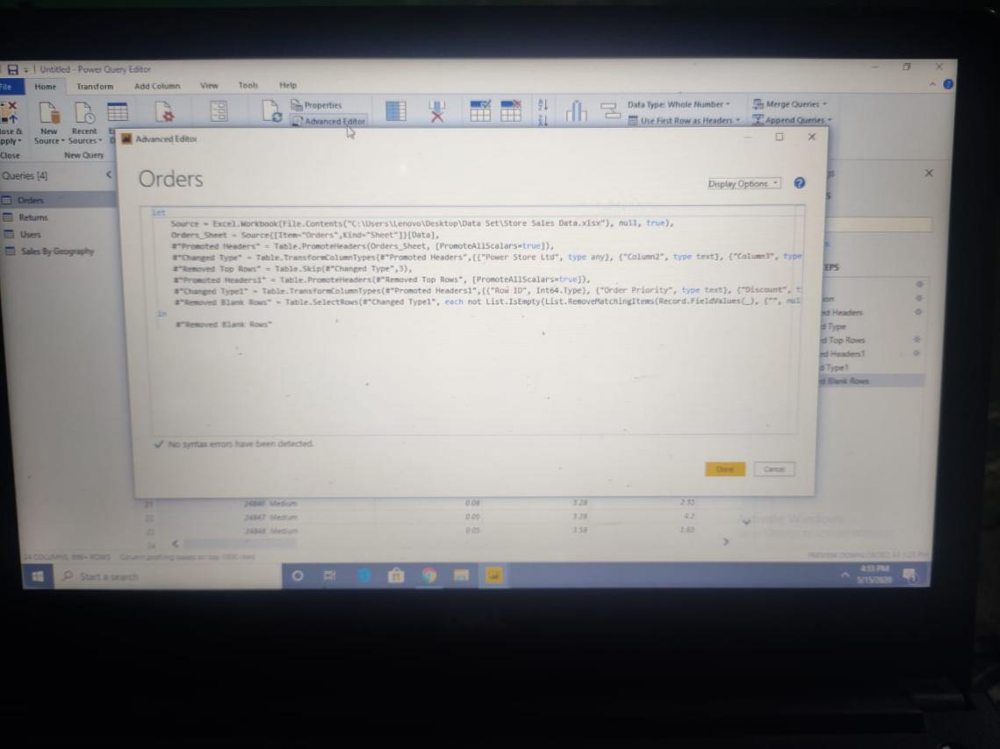 Untitled - Power Query Editor
File Home Transform Add Column View Tools Help
Properties
Advanced Editor
New Source
Recent Sources
Data Type: Whole Number
Use First Row as Headers
Merge Queries
Append Queries
Close
New Query
Queries [4]
Orders
Returns
Users
Sales By Geography
Advanced Editor
Orders
Display Options
let
Source = Excel.Workbook(File.Contents("C:\Users\Lenovo\Desktop\Data Set\Store Sales Data.xlsx"), null, true),
Orders_Sheet = Source{[Item="Orders",Kind="Sheet"]}[Data],
#"Promoted Headers" = Table.PromoteHeaders(Orders_Sheet, [PromoteAllScalars=true]),
#"Changed Type" = Table.TransformColumnTypes(#"Promoted Headers",{{"Power Store Ltd", type any}, {"Column2", type text}, {"Column3", type
#"Removed Top Rows" = Table.Skip(#"Changed Type",3),
#"Promoted Headers1" = Table.PromoteHeaders(#"Removed Top Rows", [PromoteAllScalars=true]),
#"Changed Type1" = Table.TransformColumnTypes(#"Promoted Headers1",{{"Row ID", Int64.Type}, {"Order Priority", type text}, {"Discount", t
#"Removed Blank Rows" = Table.SelectRows(#"Changed Type1", each not List.IsEmpty(List.RemoveMatchingItems(Record.FieldValues(_), {"", nul
in
#"Removed Blank Rows"
No syntax errors have been detected.
Done Cancel
EPS
ed Headers
d Type
d Top Rows
ed Headers1
d Type1
d Blank Rows
21 24846 Medium 0.08 3.28 2.31
22 24847 Medium 0.05 3.28 4.2
23 24848 Medium 0.05 3.58 1.63
24
24 COLUMNS, 999+ ROWS Column profiling based on top 1000 rows
Activate Windows
PREVIEW DOWNLOADED AT
Start a search
4:55 PM
5/15/2020
DELL